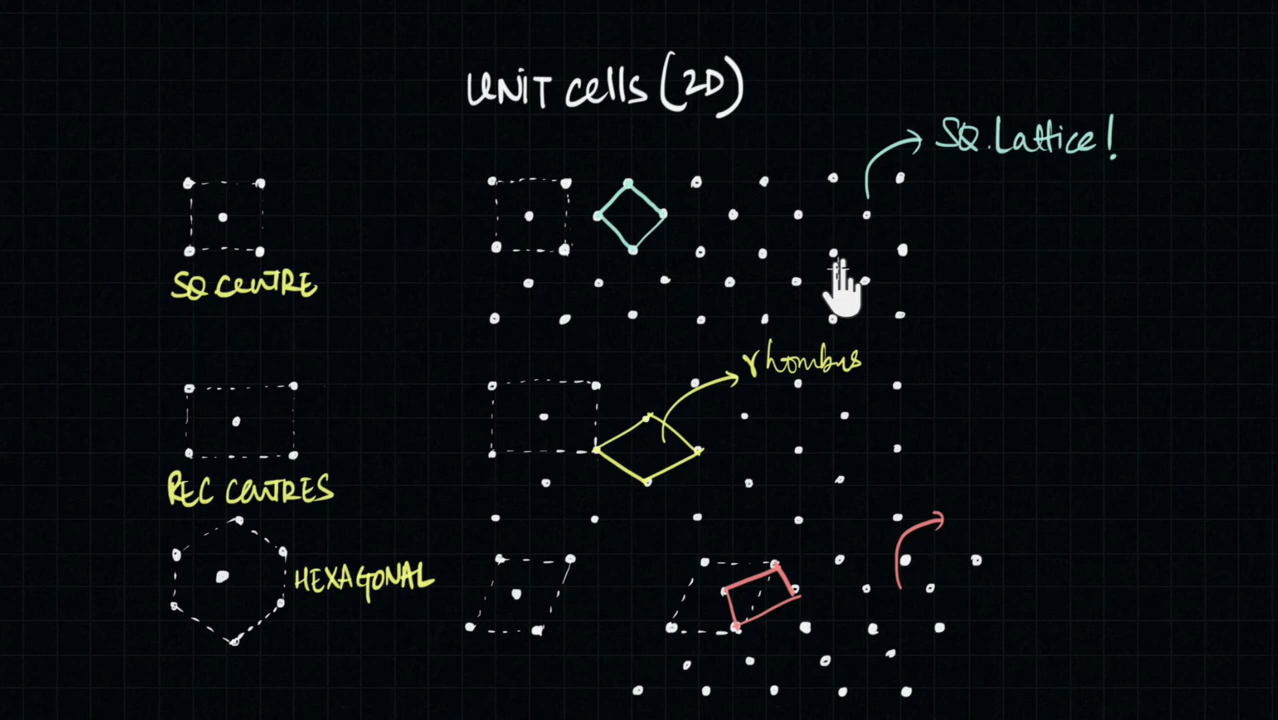 UNIT cells (2D)
SQ. Lattice!
SQ CENTRE
rhombus
REC CENTRES
HEXAGONAL